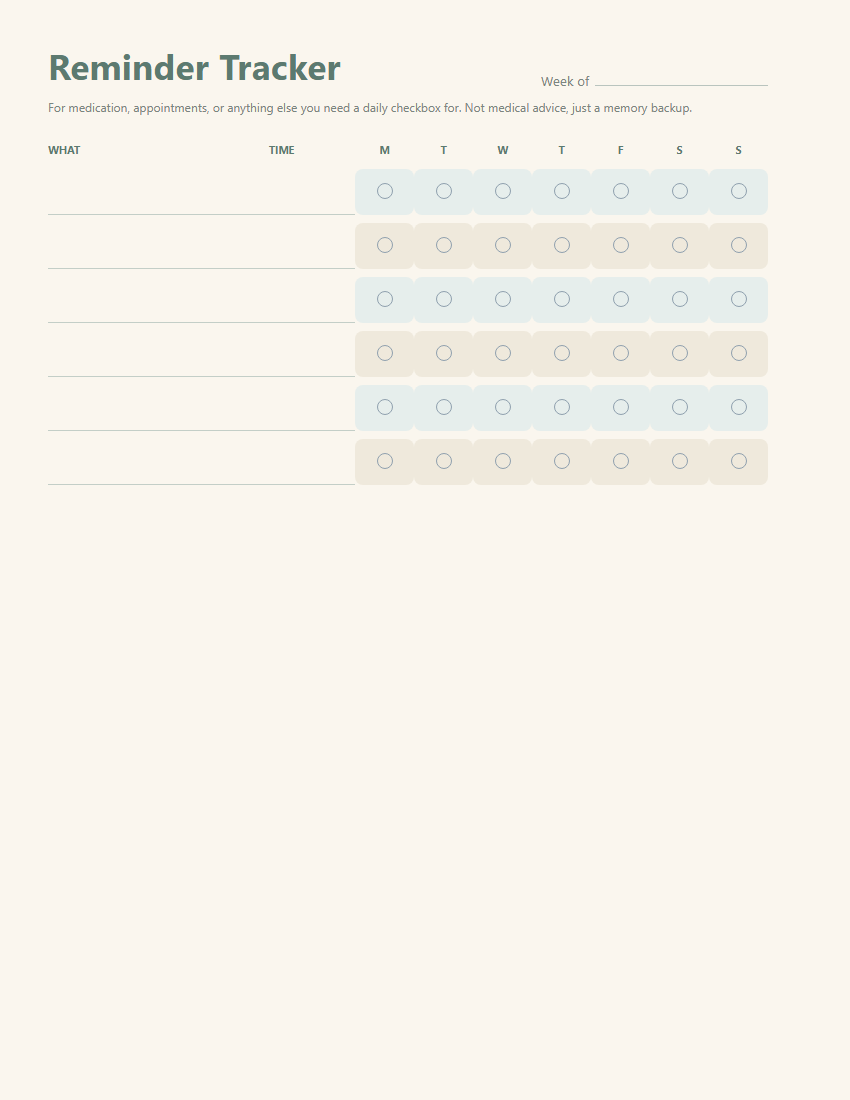 Reminder Tracker
Week of
For medication, appointments, or anything else you need a daily checkbox for. Not medical advice, just a memory backup.
WHAT TIME M T W T F S S